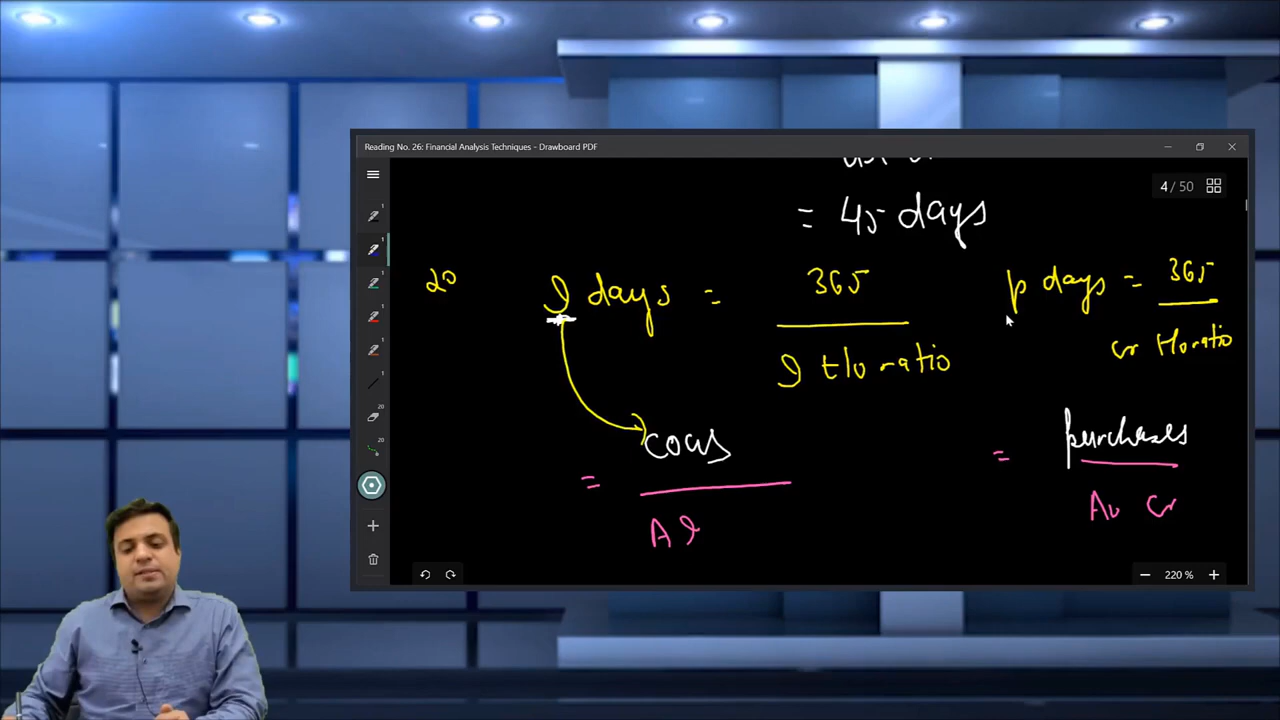 Reading No. 26: Financial Analysis Techniques - Drawboard PDF
4 / 50
= 45 days
20
I days = 365 / I t/o ratio
p days = 365 / cr t/o ratio
= COGS / A I
= purchases / Av cr
220 %